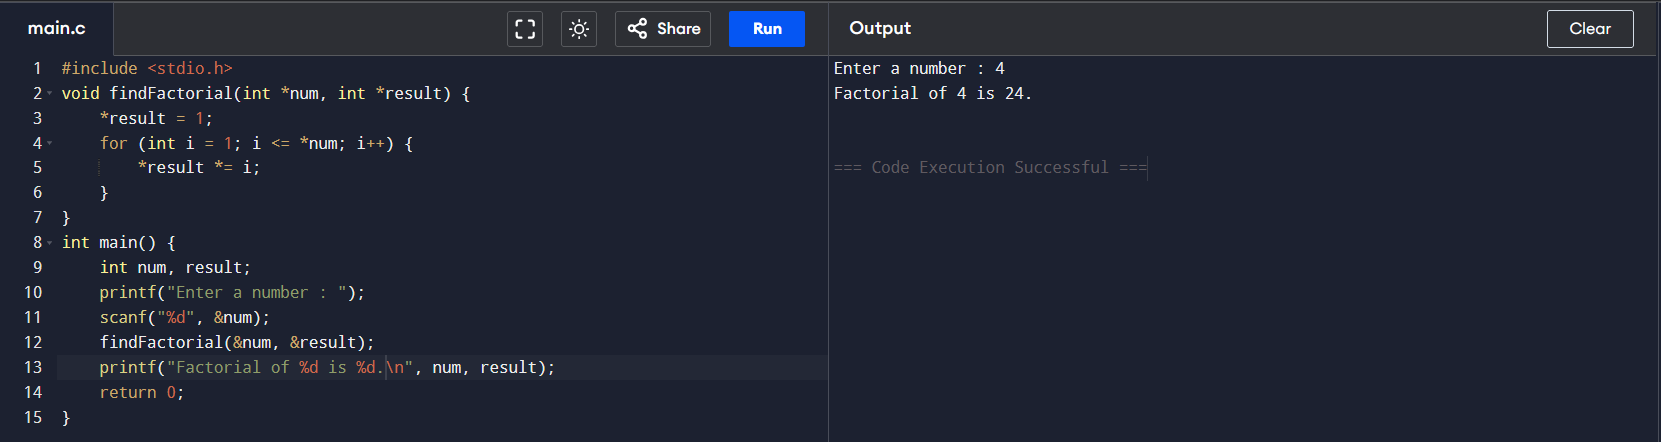 main.c
Share
Run
Output
Clear
1 #include <stdio.h>
2 void findFactorial(int *num, int *result) {
3     *result = 1;
4     for (int i = 1; i <= *num; i++) {
5         *result *= i;
6     }
7 }
8 int main() {
9     int num, result;
10     printf("Enter a number : ");
11     scanf("%d", &num);
12     findFactorial(&num, &result);
13     printf("Factorial of %d is %d.\n", num, result);
14     return 0;
15 }
Enter a number : 4
Factorial of 4 is 24.
=== Code Execution Successful ===